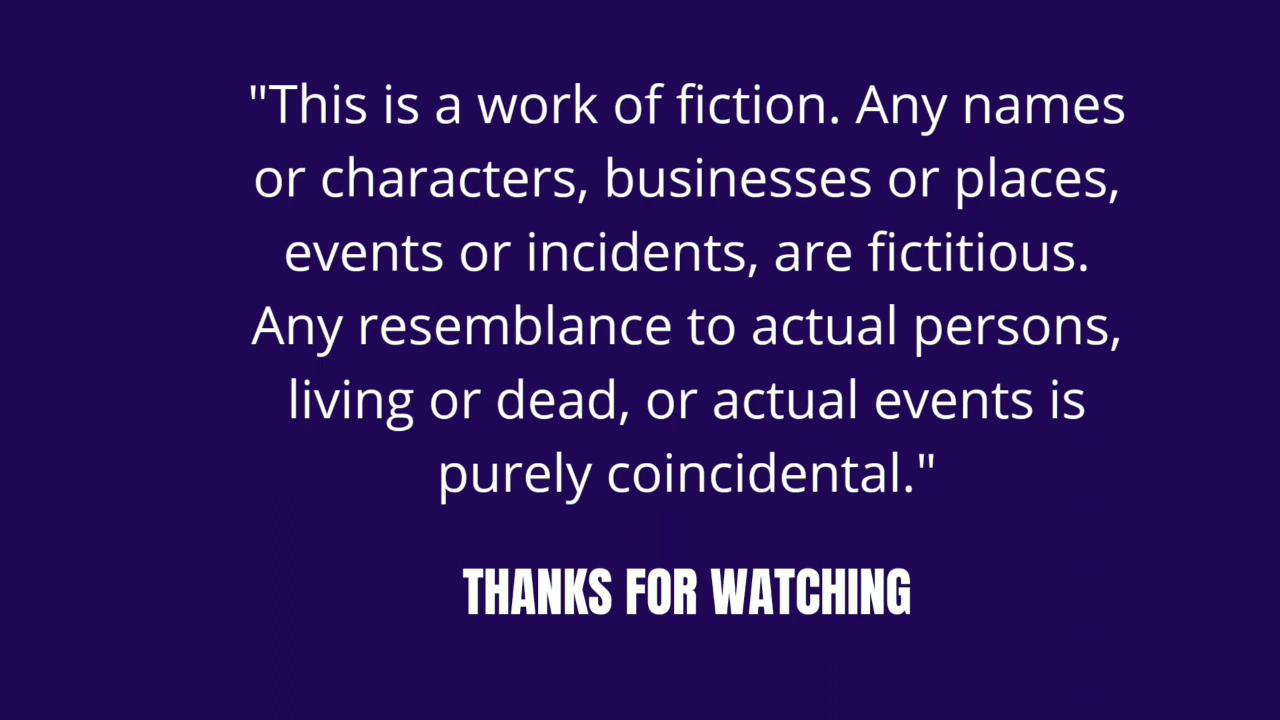 "This is a work of fiction. Any names
or characters, businesses or places,
events or incidents, are fictitious.
Any resemblance to actual persons,
living or dead, or actual events is
purely coincidental."
THANKS FOR WATCHING